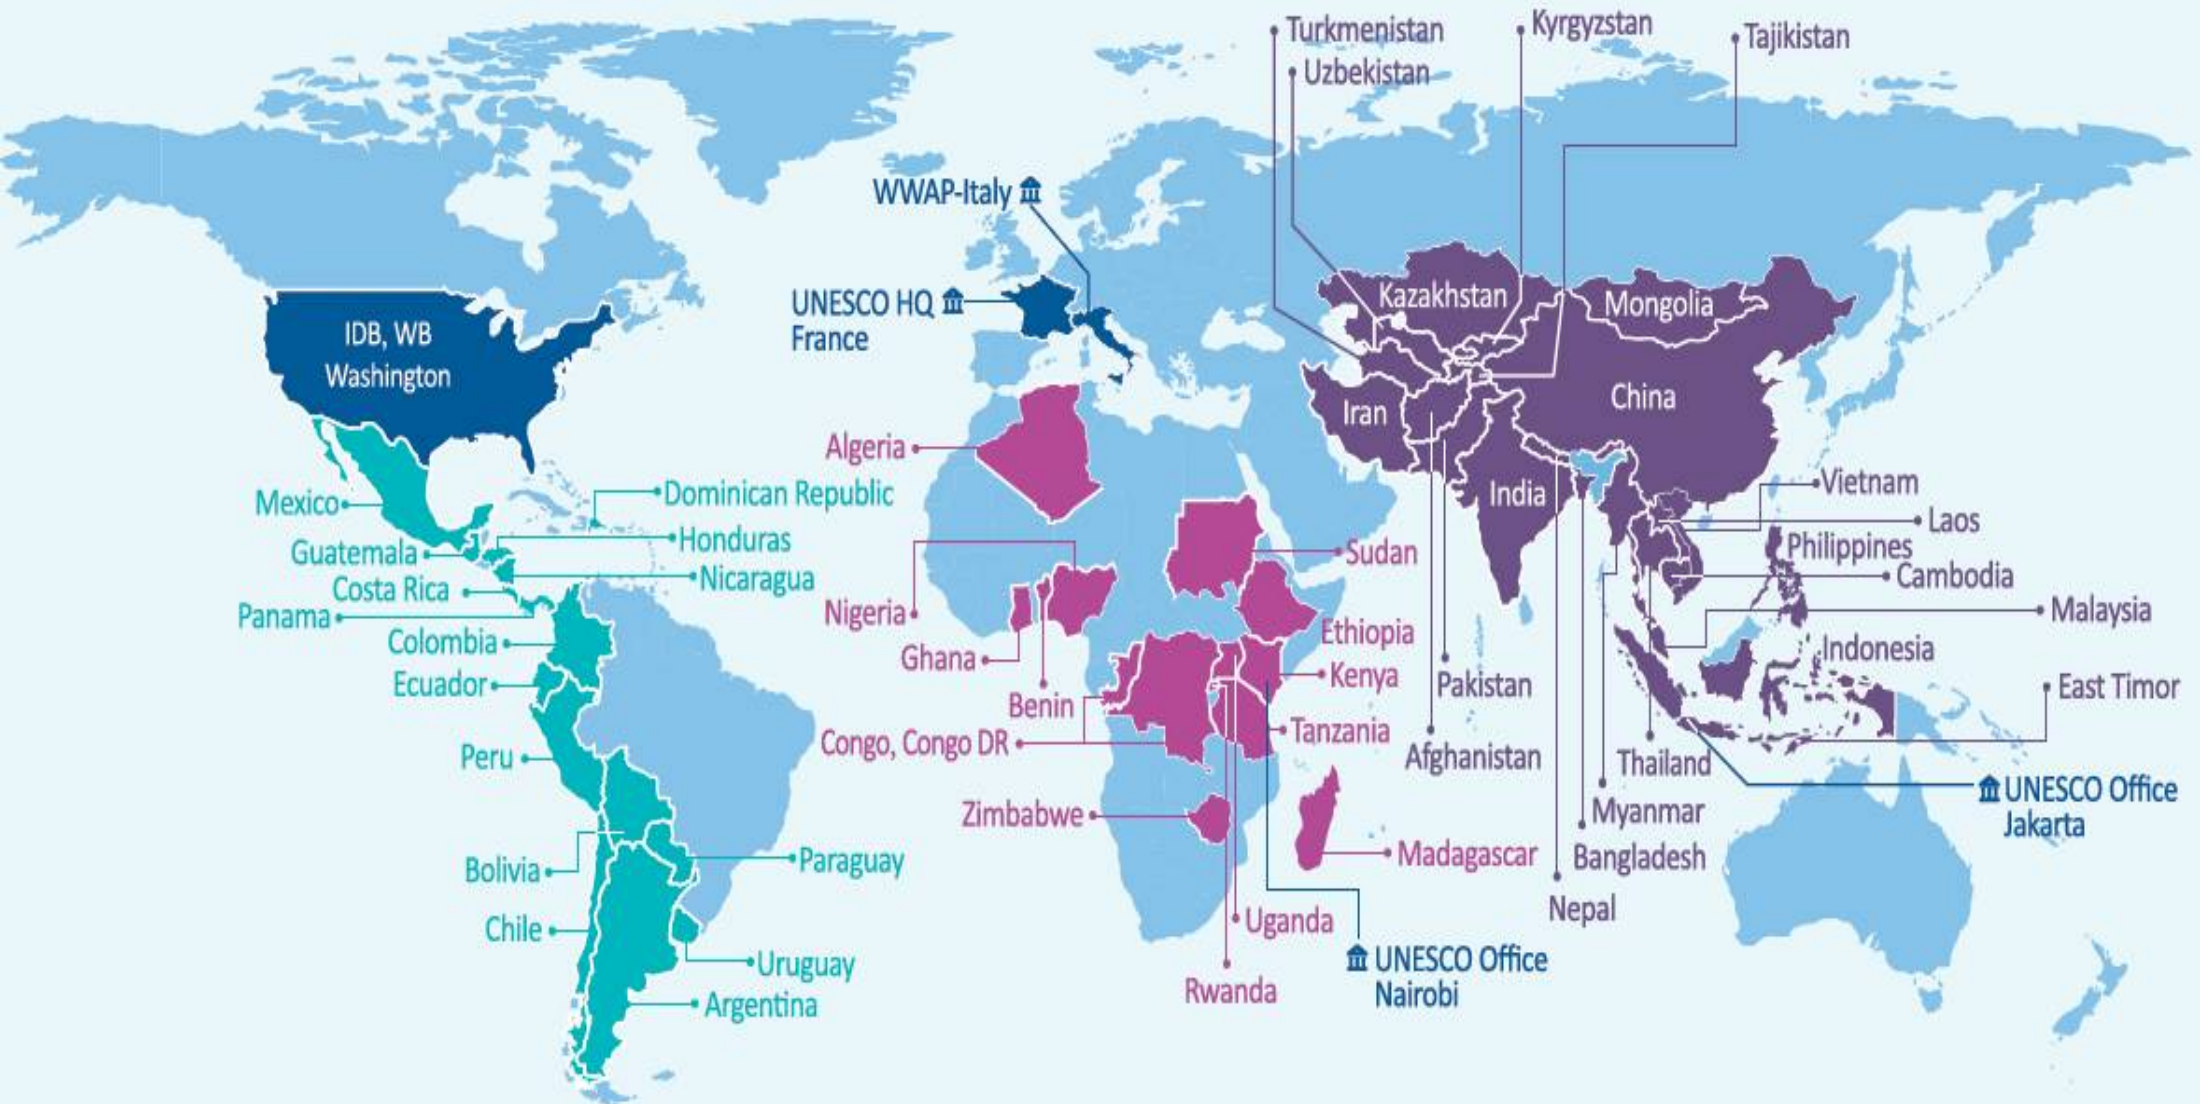 Turkmenistan
Uzbekistan
Kyrgyzstan
Tajikistan
WWAP-Italy
UNESCO HQ
France
IDB, WB
Washington
Kazakhstan
Mongolia
China
Iran
India
Algeria
Mexico
Dominican Republic
Honduras
Guatemala
Nicaragua
Costa Rica
Panama
Colombia
Ecuador
Peru
Bolivia
Paraguay
Chile
Uruguay
Argentina
Sudan
Nigeria
Ethiopia
Ghana
Kenya
Benin
Tanzania
Congo, Congo DR
Zimbabwe
Madagascar
Uganda
Rwanda
UNESCO Office
Nairobi
Vietnam
Laos
Philippines
Cambodia
Malaysia
Indonesia
East Timor
Pakistan
Afghanistan
Thailand
Myanmar
Bangladesh
Nepal
UNESCO Office
Jakarta